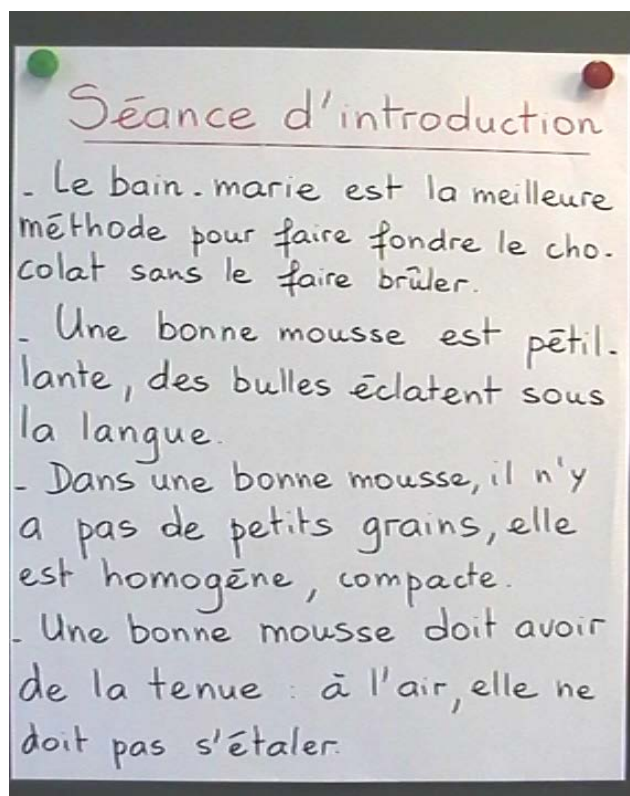 Séance d'introduction
- Le bain-marie est la meilleure
méthode pour faire fondre le cho-
colat sans le faire brûler.
- Une bonne mousse est pétil-
lante, des bulles éclatent sous
la langue.
- Dans une bonne mousse, il n'y
a pas de petits grains, elle
est homogène, compacte.
- Une bonne mousse doit avoir
de la tenue : à l'air, elle ne
doit pas s'étaler.